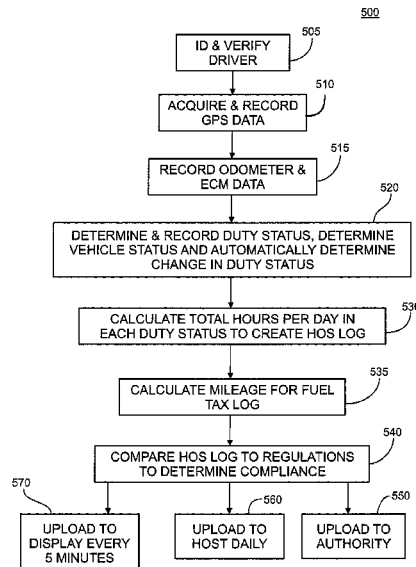 500
505
ID & VERIFY
DRIVER
510
ACQUIRE & RECORD
GPS DATA
515
RECORD ODOMETER &
ECM DATA
520
DETERMINE & RECORD DUTY STATUS, DETERMINE
VEHICLE STATUS AND AUTOMATICALLY DETERMINE
CHANGE IN DUTY STATUS
530
CALCULATE TOTAL HOURS PER DAY IN
EACH DUTY STATUS TO CREATE HOS LOG
535
CALCULATE MILEAGE FOR FUEL
TAX LOG
540
COMPARE HOS LOG TO REGULATIONS
TO DETERMINE COMPLIANCE
570
UPLOAD TO
DISPLAY EVERY
5 MINUTES
560
UPLOAD TO
HOST DAILY
550
UPLOAD TO
AUTHORITY